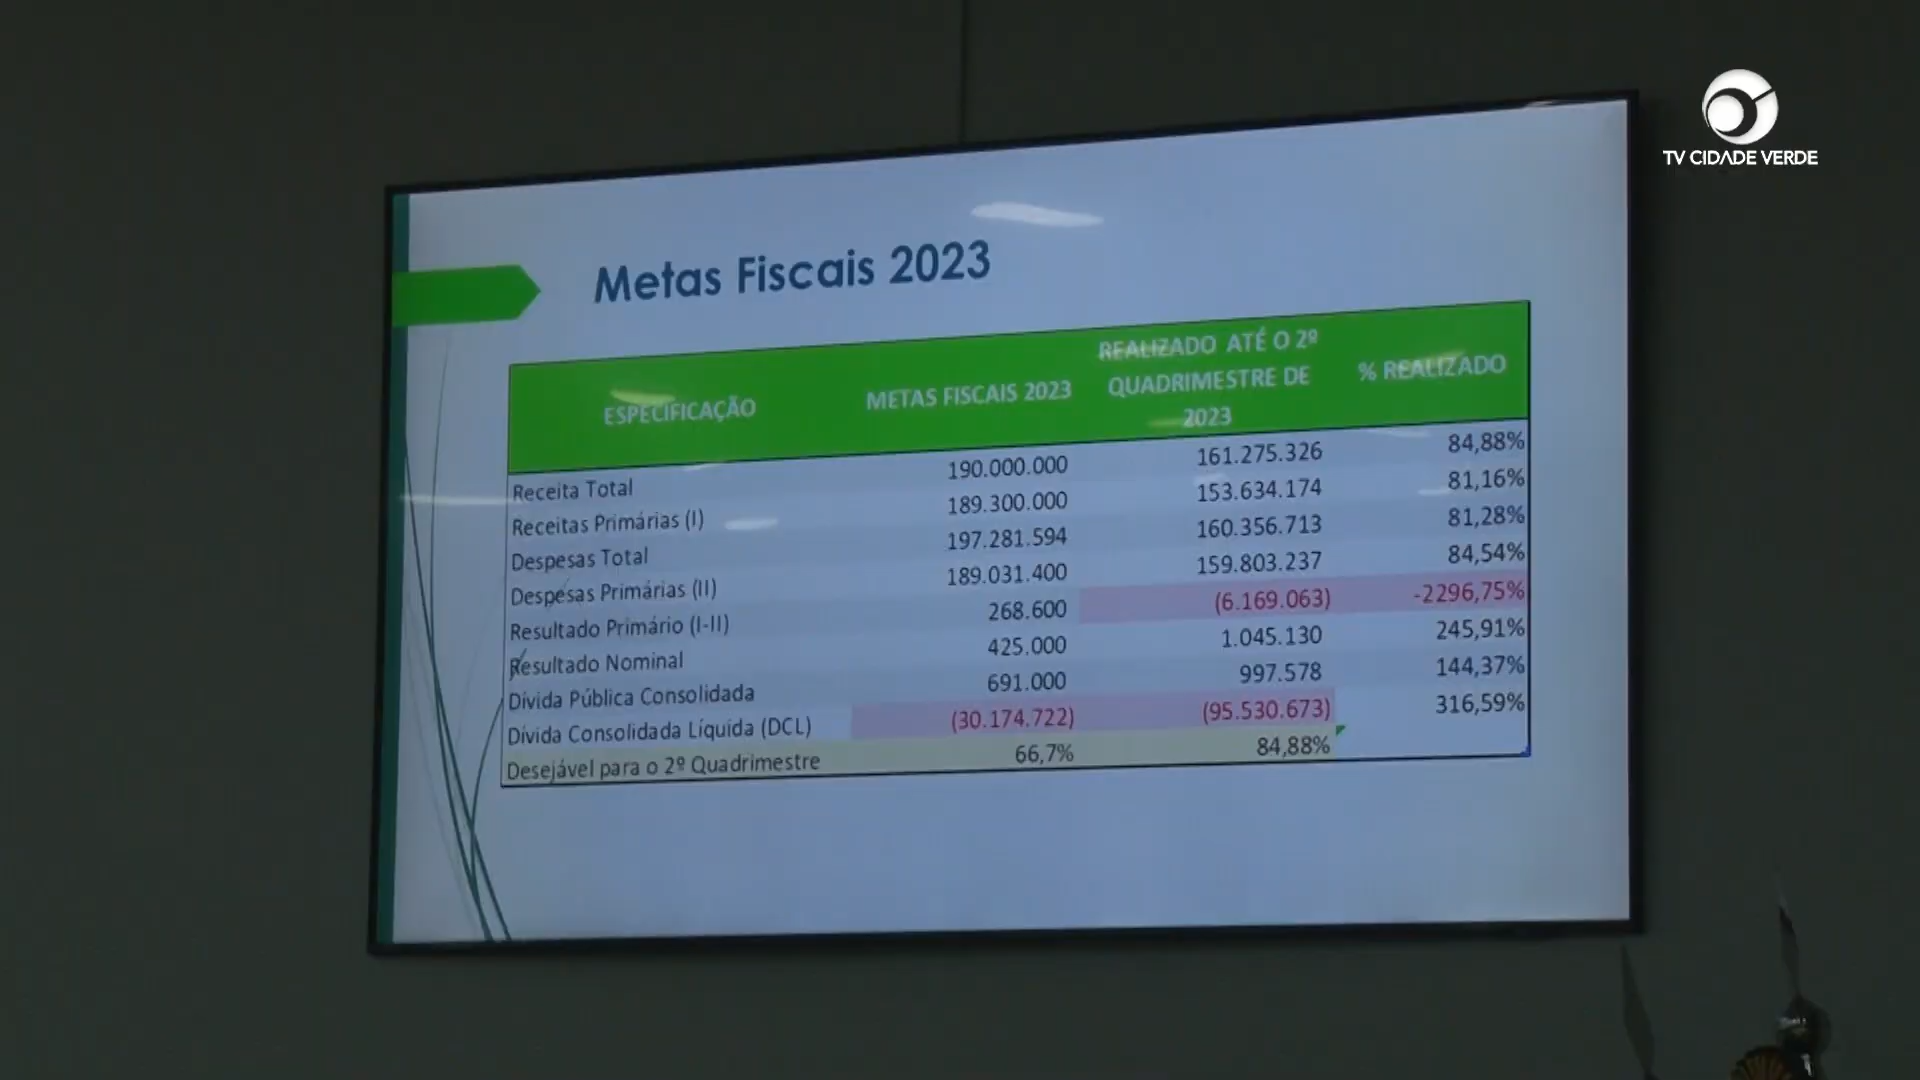 TV CIDADE VERDE
Metas Fiscais 2023
ESPECIFICAÇÃO METAS FISCAIS 2023 REALIZADO ATÉ O 2º QUADRIMESTRE DE 2023 % REALIZADO
Receita Total 190.000.000 161.275.326 84,88%
Receitas Primárias (I) 189.300.000 153.634.174 81,16%
Despesas Total 197.281.594 160.356.713 81,28%
Despesas Primárias (II) 189.031.400 159.803.237 84,54%
Resultado Primário (I-II) 268.600 (6.169.063) -2296,75%
Resultado Nominal 425.000 1.045.130 245,91%
Dívida Pública Consolidada 691.000 997.578 144,37%
Dívida Consolidada Líquida (DCL) (30.174.722) (95.530.673) 316,59%
Desejável para o 2º Quadrimestre 66,7% 84,88%